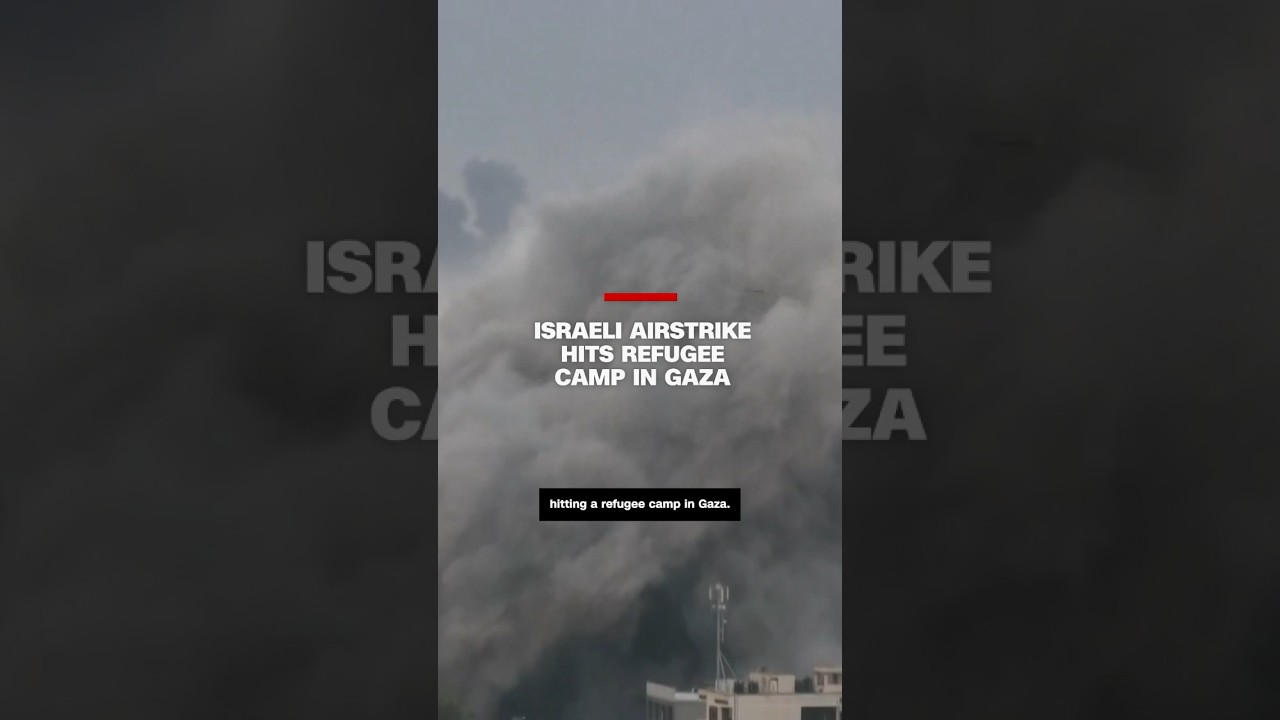 ISRAELI AIRSTRIKE
HITS REFUGEE
CAMP IN GAZA
hitting a refugee camp in Gaza.